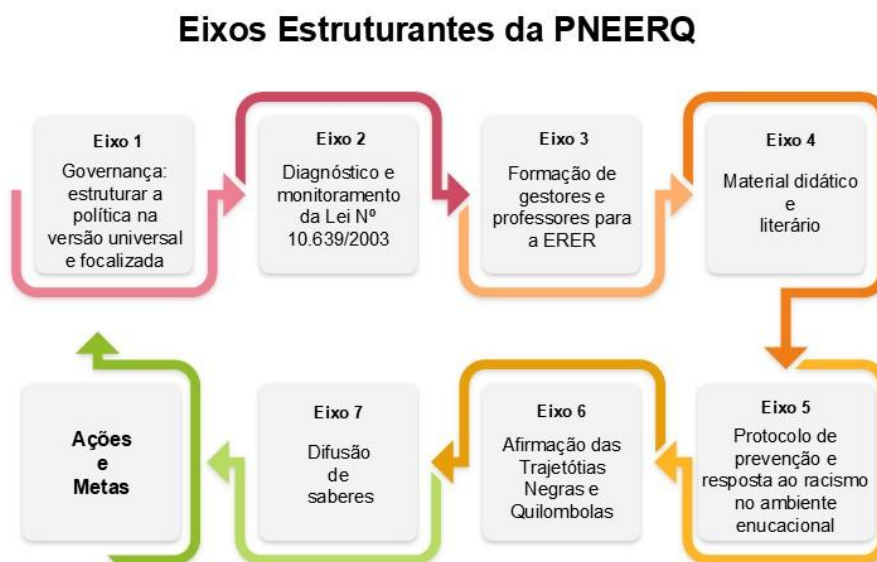 Eixos Estruturantes da PNEERQ
Eixo 1
Governança:
estruturar a
política na
versão universal
e focalizada
Eixo 2
Diagnóstico e
monitoramento
da Lei Nº
10.639/2003
Eixo 3
Formação de
gestores e
professores para
a ERER
Eixo 4
Material didático
e
literário
Eixo 5
Protocolo de
prevenção e
resposta ao racismo
no ambiente
enucacional
Eixo 6
Afirmação das
Trajetótias
Negras e
Quilombolas
Eixo 7
Difusão
de
saberes
Ações
e
Metas